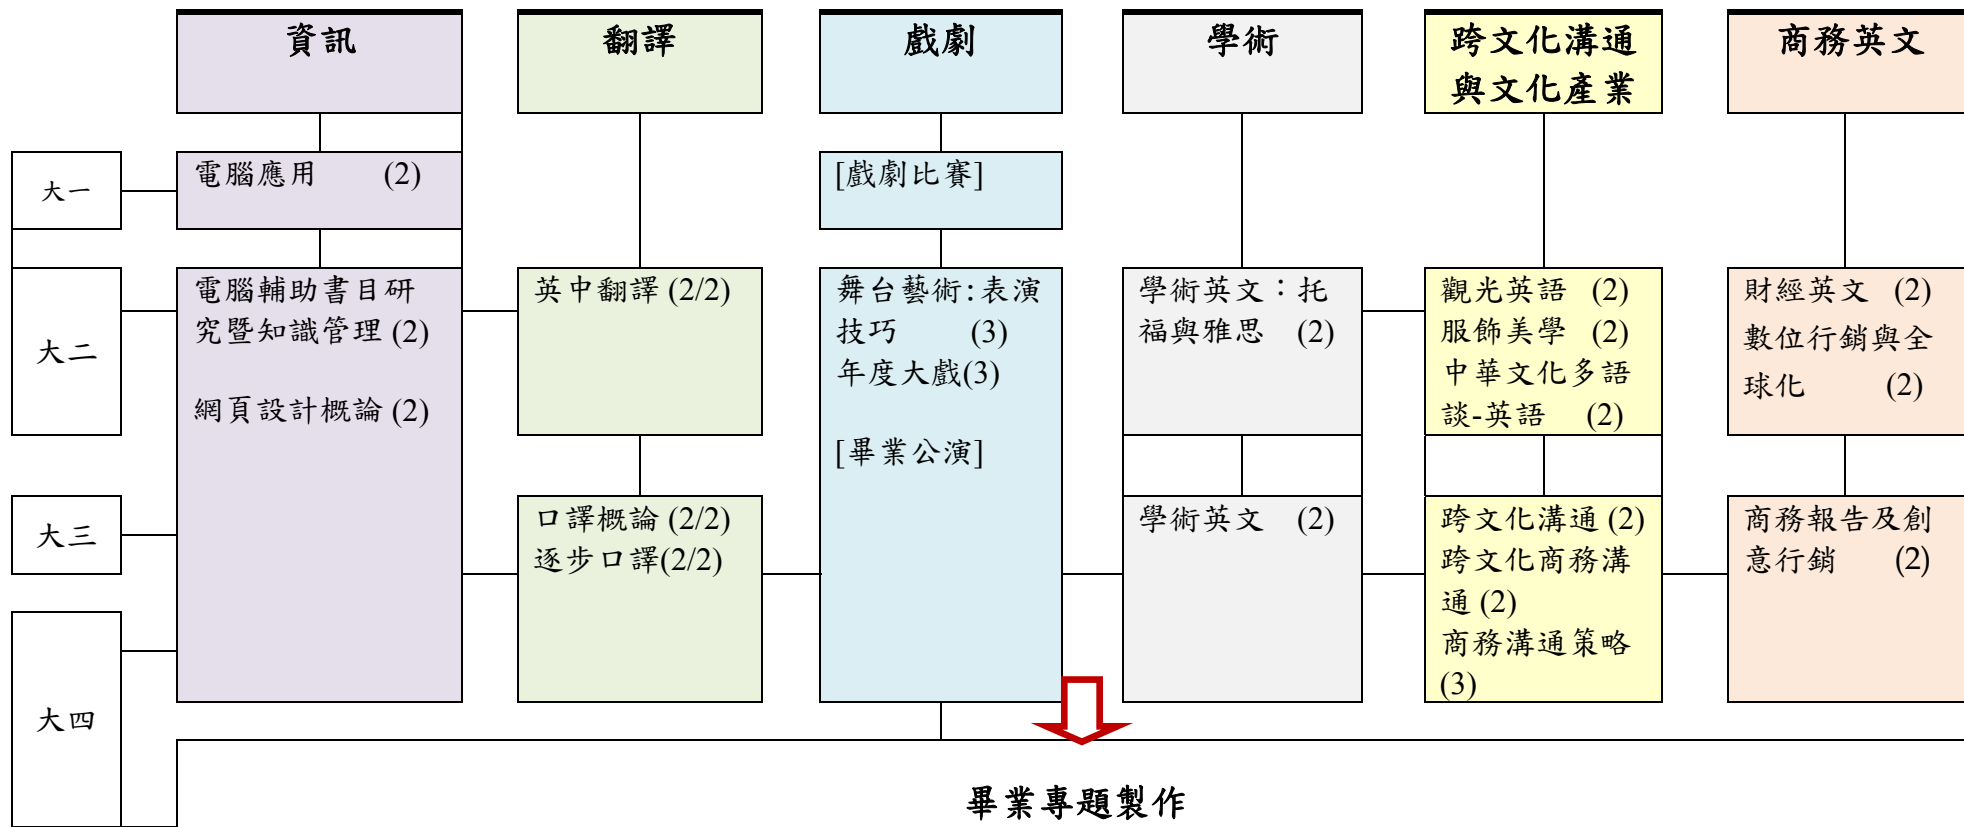 資訊
翻譯
戲劇
學術
跨文化溝通
與文化產業
商務英文
大一
電腦應用 (2)
[戲劇比賽]
大二
電腦輔助書目研
究暨知識管理 (2)
網頁設計概論 (2)
英中翻譯 (2/2)
舞台藝術:表演
技巧 (3)
年度大戲(3)
[畢業公演]
學術英文：托
福與雅思 (2)
觀光英語 (2)
服飾美學 (2)
中華文化多語
談-英語 (2)
財經英文 (2)
數位行銷與全
球化 (2)
大三
口譯概論 (2/2)
逐步口譯(2/2)
學術英文 (2)
跨文化溝通 (2)
跨文化商務溝
通 (2)
商務溝通策略
(3)
商務報告及創
意行銷 (2)
大四
畢業專題製作